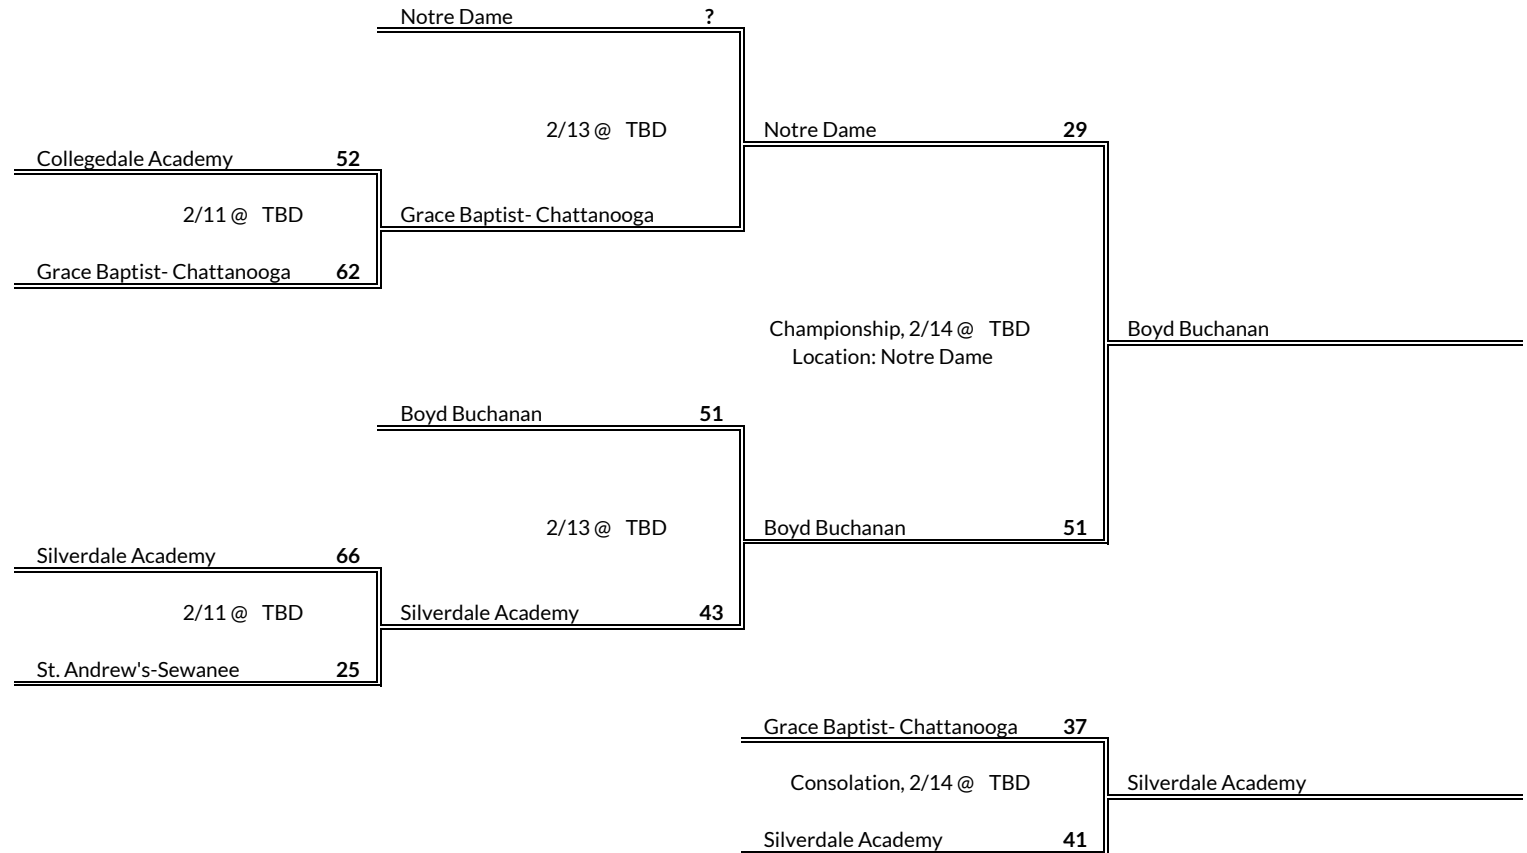 Notre Dame ?
2/13 @ TBD
Notre Dame 29
Collegedale Academy 52
2/11 @ TBD
Grace Baptist- Chattanooga
Grace Baptist- Chattanooga 62
Championship, 2/14 @ TBD
Boyd Buchanan
Location: Notre Dame
Boyd Buchanan 51
2/13 @ TBD
Boyd Buchanan 51
Silverdale Academy 66
2/11 @ TBD
Silverdale Academy 43
St. Andrew's-Sewanee 25
Grace Baptist- Chattanooga 37
Consolation, 2/14 @ TBD
Silverdale Academy
Silverdale Academy 41